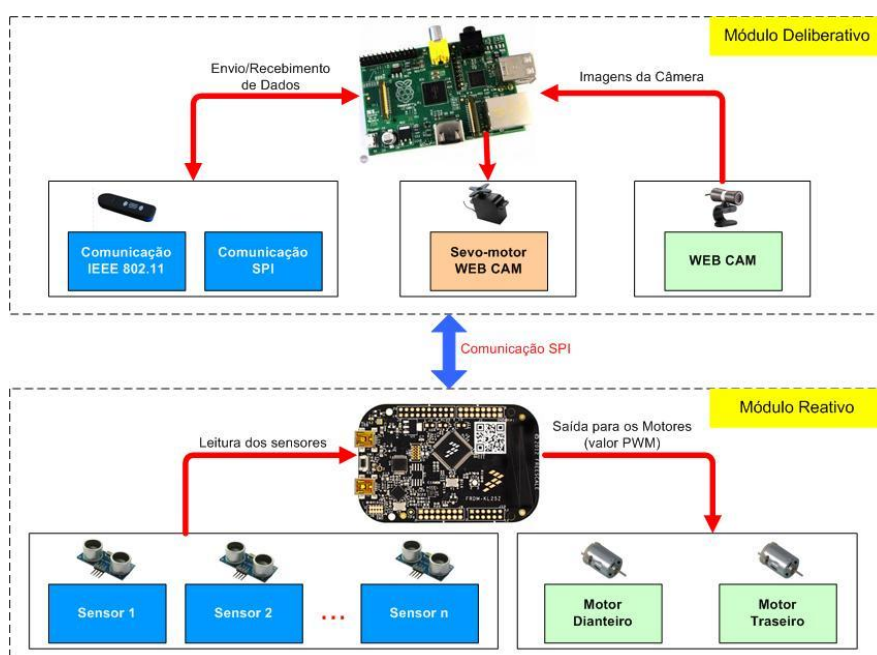 Módulo Deliberativo
Envio/Recebimento
de Dados
Imagens da Câmera
Comunicação
IEEE 802.11
Comunicação
SPI
Sevo-motor
WEB CAM
WEB CAM
Comunicação SPI
Módulo Reativo
Leitura dos sensores
Saída para os Motores
(valor PWM)
FRDM-KL25Z
Sensor 1
Sensor 2
...
Sensor n
Motor
Dianteiro
Motor
Traseiro